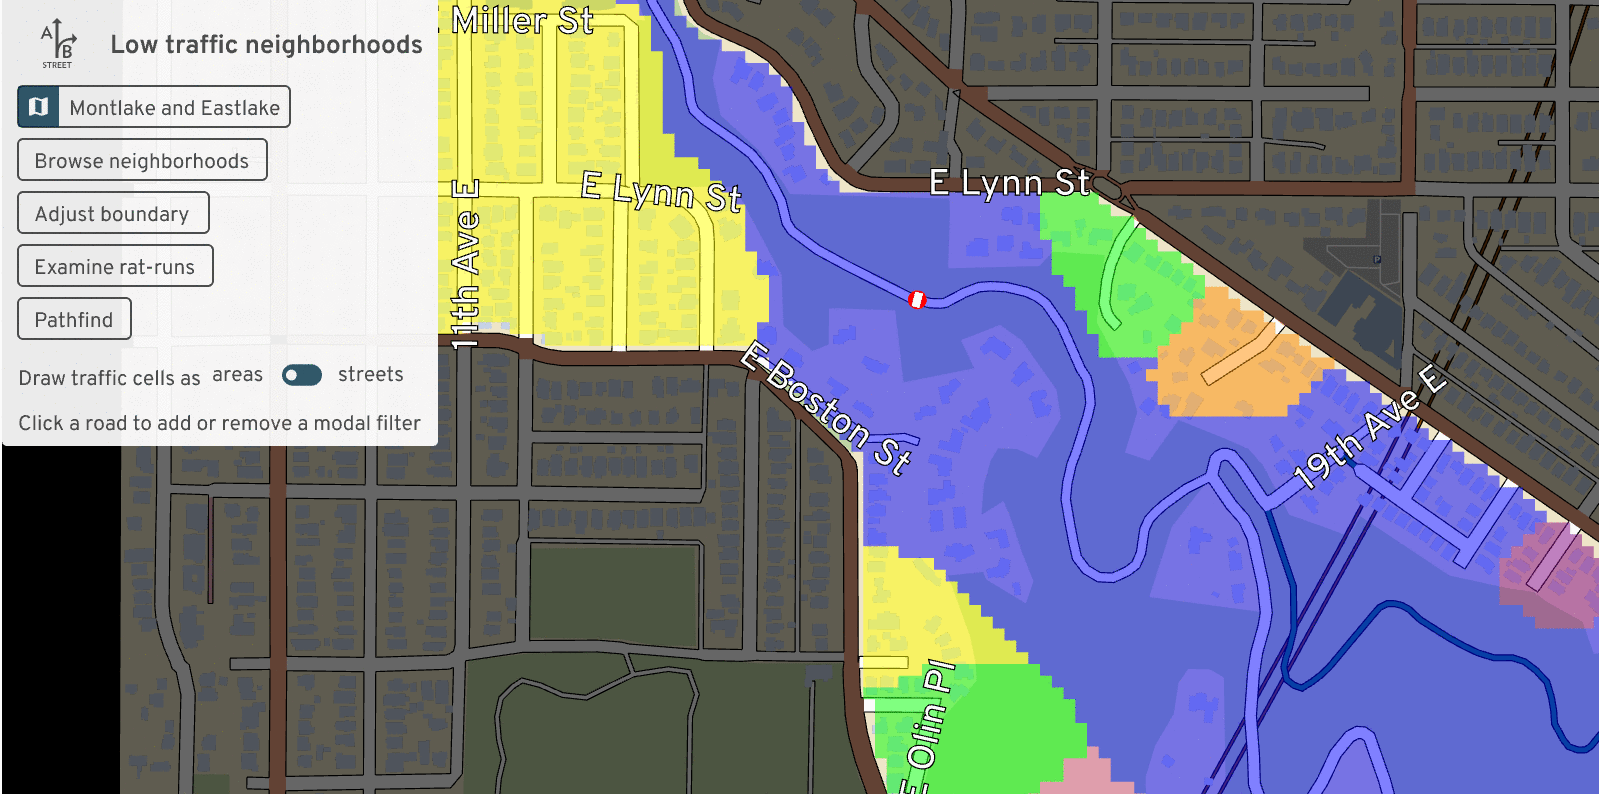 A
B
STREET
Low traffic neighborhoods
Montlake and Eastlake
Browse neighborhoods
Adjust boundary
Examine rat-runs
Pathfind
Draw traffic cells as areas streets
Click a road to add or remove a modal filter
Miller St
E Lynn St
11th Ave E
E Lynn St
E Boston St
19th Ave E
E Olin Pl
P